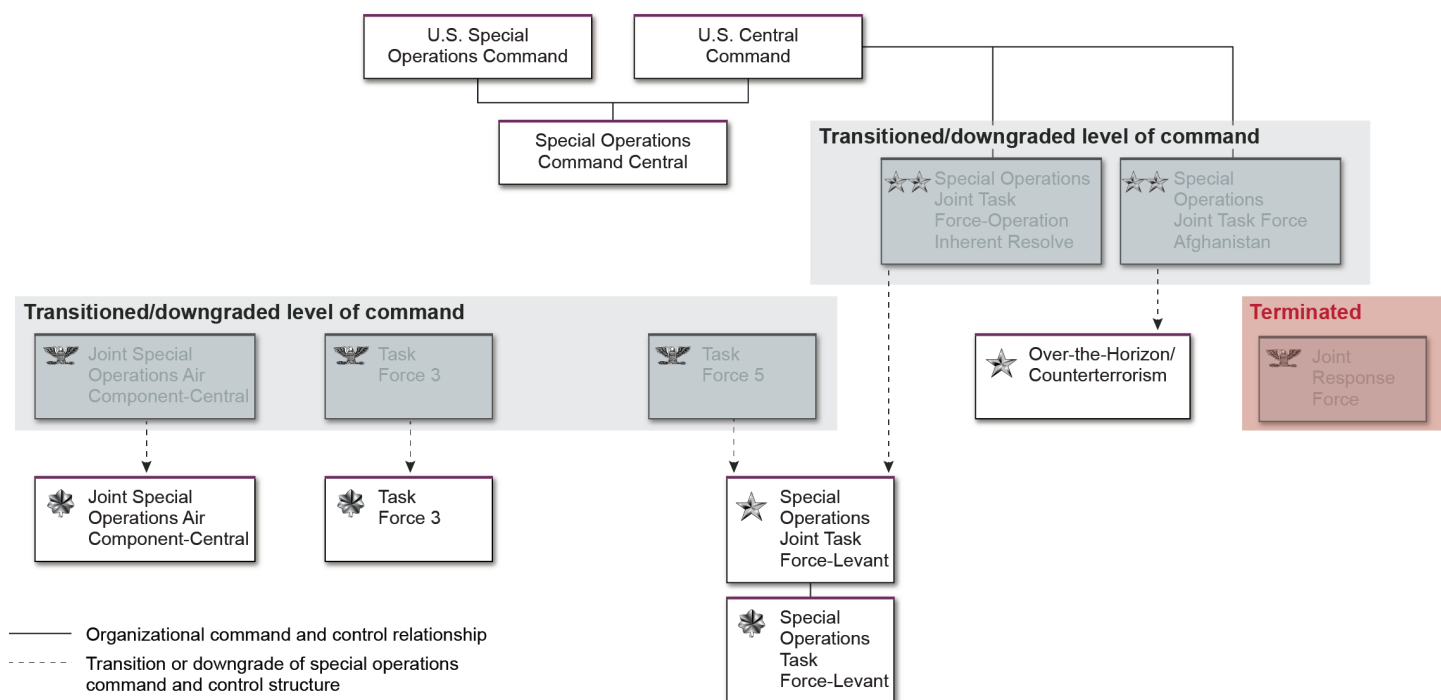 U.S. Special
Operations Command
U.S. Central
Command
Special Operations
Command Central
Transitioned/downgraded level of command
Special Operations
Joint Task
Force-Operation
Inherent Resolve
Special
Operations
Joint Task Force
Afghanistan
Transitioned/downgraded level of command
Joint Special
Operations Air
Component-Central
Task
Force 3
Task
Force 5
Over-the-Horizon/
Counterterrorism
Terminated
Joint
Response
Force
Joint Special
Operations Air
Component-Central
Task
Force 3
Special
Operations
Joint Task
Force-Levant
Special
Operations
Task
Force-Levant
Organizational command and control relationship
Transition or downgrade of special operations
command and control structure